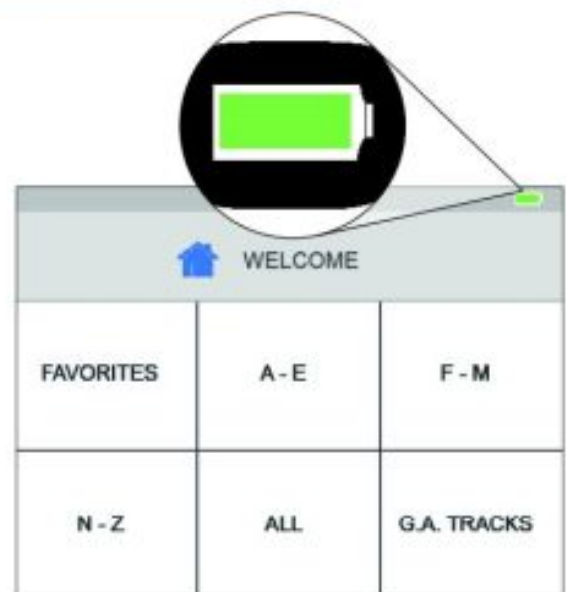 WELCOME
FAVORITES
A - E
F - M
N - Z
ALL
G.A. TRACKS